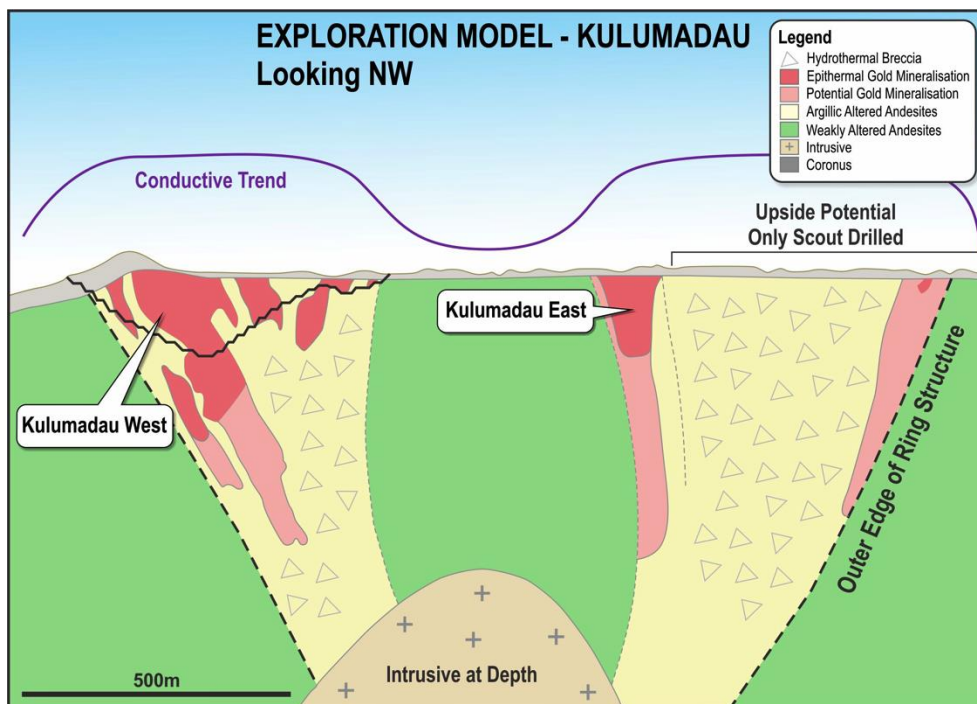 EXPLORATION MODEL - KULUMADAU
Looking NW
Legend
Hydrothermal Breccia
Epithermal Gold Mineralisation
Potential Gold Mineralisation
Argillic Altered Andesites
Weakly Altered Andesites
Intrusive
Coronus
Conductive Trend
Upside Potential
Only Scout Drilled
Kulumadau East
Kulumadau West
Outer Edge of Ring Structure
Intrusive at Depth
500m